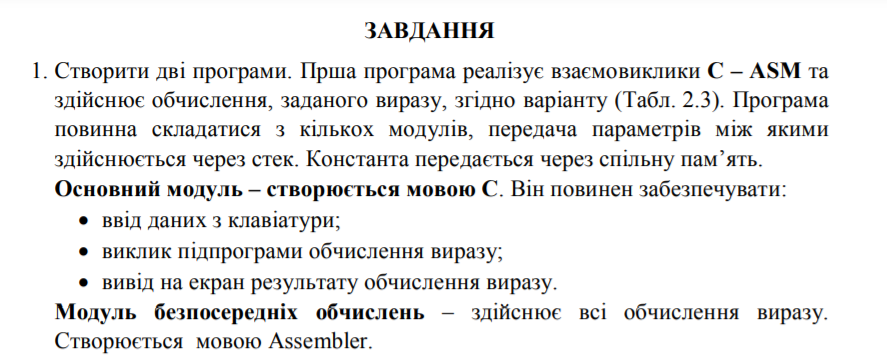 ЗАВДАННЯ
1. Створити дві програми. Прша програма реалізує взаємовиклики C – ASM та
здійснює обчислення, заданого виразу, згідно варіанту (Табл. 2.3). Програма
повинна складатися з кількох модулів, передача параметрів між якими
здійснюється через стек. Константа передається через спільну пам’ять.
Основний модуль – створюється мовою С. Він повинен забезпечувати:
• ввід даних з клавіатури;
• виклик підпрограми обчислення виразу;
• вивід на екран результату обчислення виразу.
Модуль безпосередніх обчислень – здійснює всі обчислення виразу.
Створюється мовою Assembler.